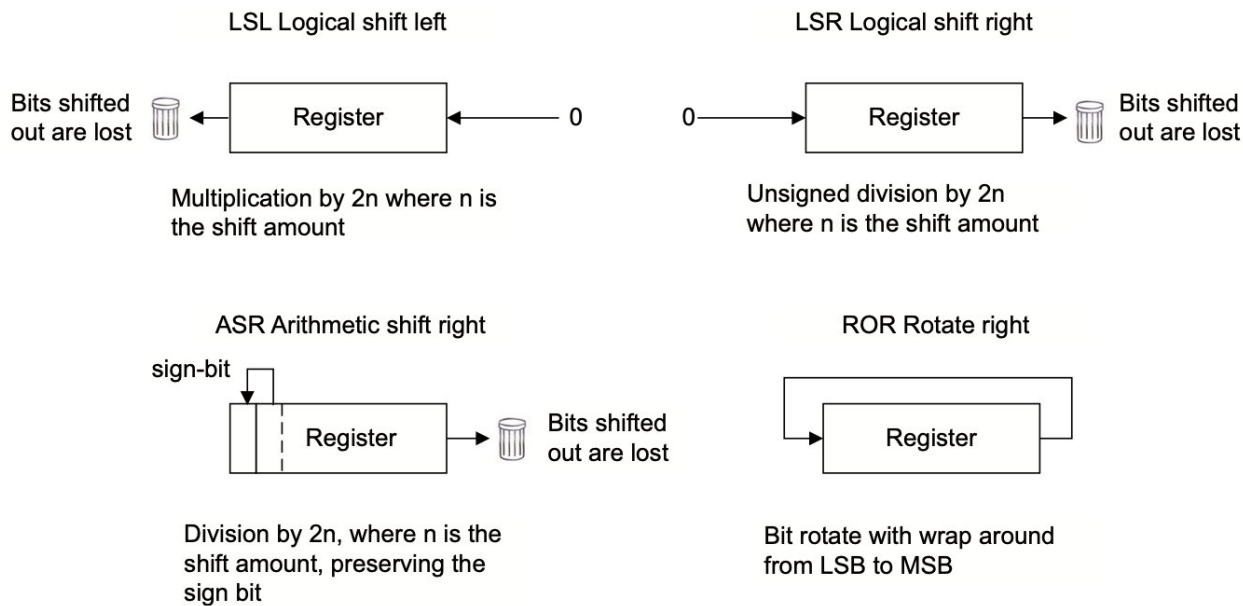 LSL Logical shift left
Bits shifted
out are lost
Register
0
Multiplication by 2n where n is
the shift amount
LSR Logical shift right
0
Register
Bits shifted
out are lost
Unsigned division by 2n
where n is the shift amount
ASR Arithmetic shift right
sign-bit
Register
Bits shifted
out are lost
Division by 2n, where n is the
shift amount, preserving the
sign bit
ROR Rotate right
Register
Bit rotate with wrap around
from LSB to MSB